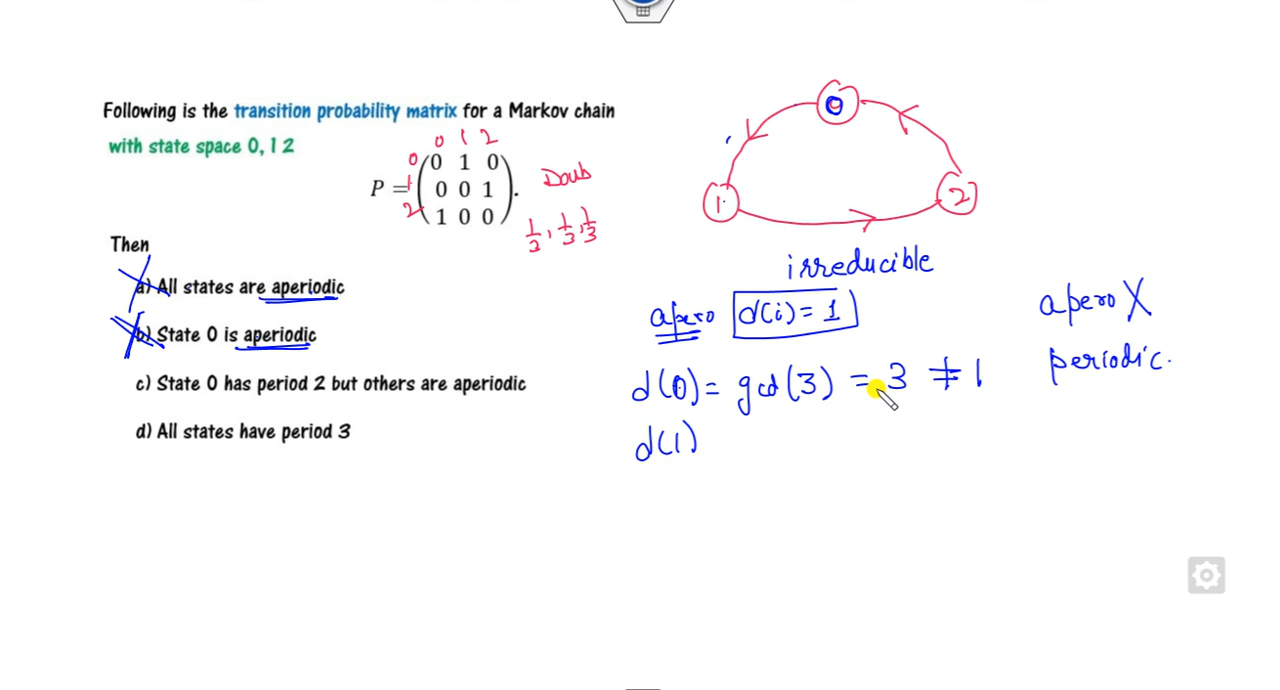 Following is the transition probability matrix for a Markov chain
with state space 0, 1 2
0 1 2
0 0 1 0
P = 1 0 0 1 .
2 1 0 0
Doub
1/3, 1/3, 1/3
Then
a) All states are aperiodic
b) State 0 is aperiodic
c) State 0 has period 2 but others are aperiodic
d) All states have period 3
0
1
2
irreducible
apero d(i) = 1
apero X
periodic.
d(0) = gcd(3) = 3 ≠ 1
d(1)